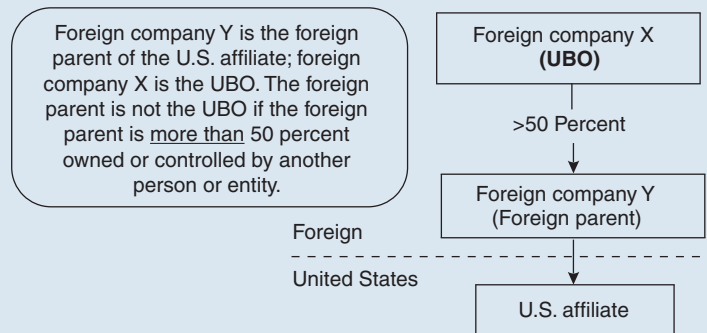 Foreign company Y is the foreign
parent of the U.S. affiliate; foreign
company X is the UBO. The foreign
parent is not the UBO if the foreign
parent is more than 50 percent
owned or controlled by another
person or entity.
Foreign company X
(UBO)
>50 Percent
Foreign company Y
(Foreign parent)
Foreign
United States
U.S. affiliate